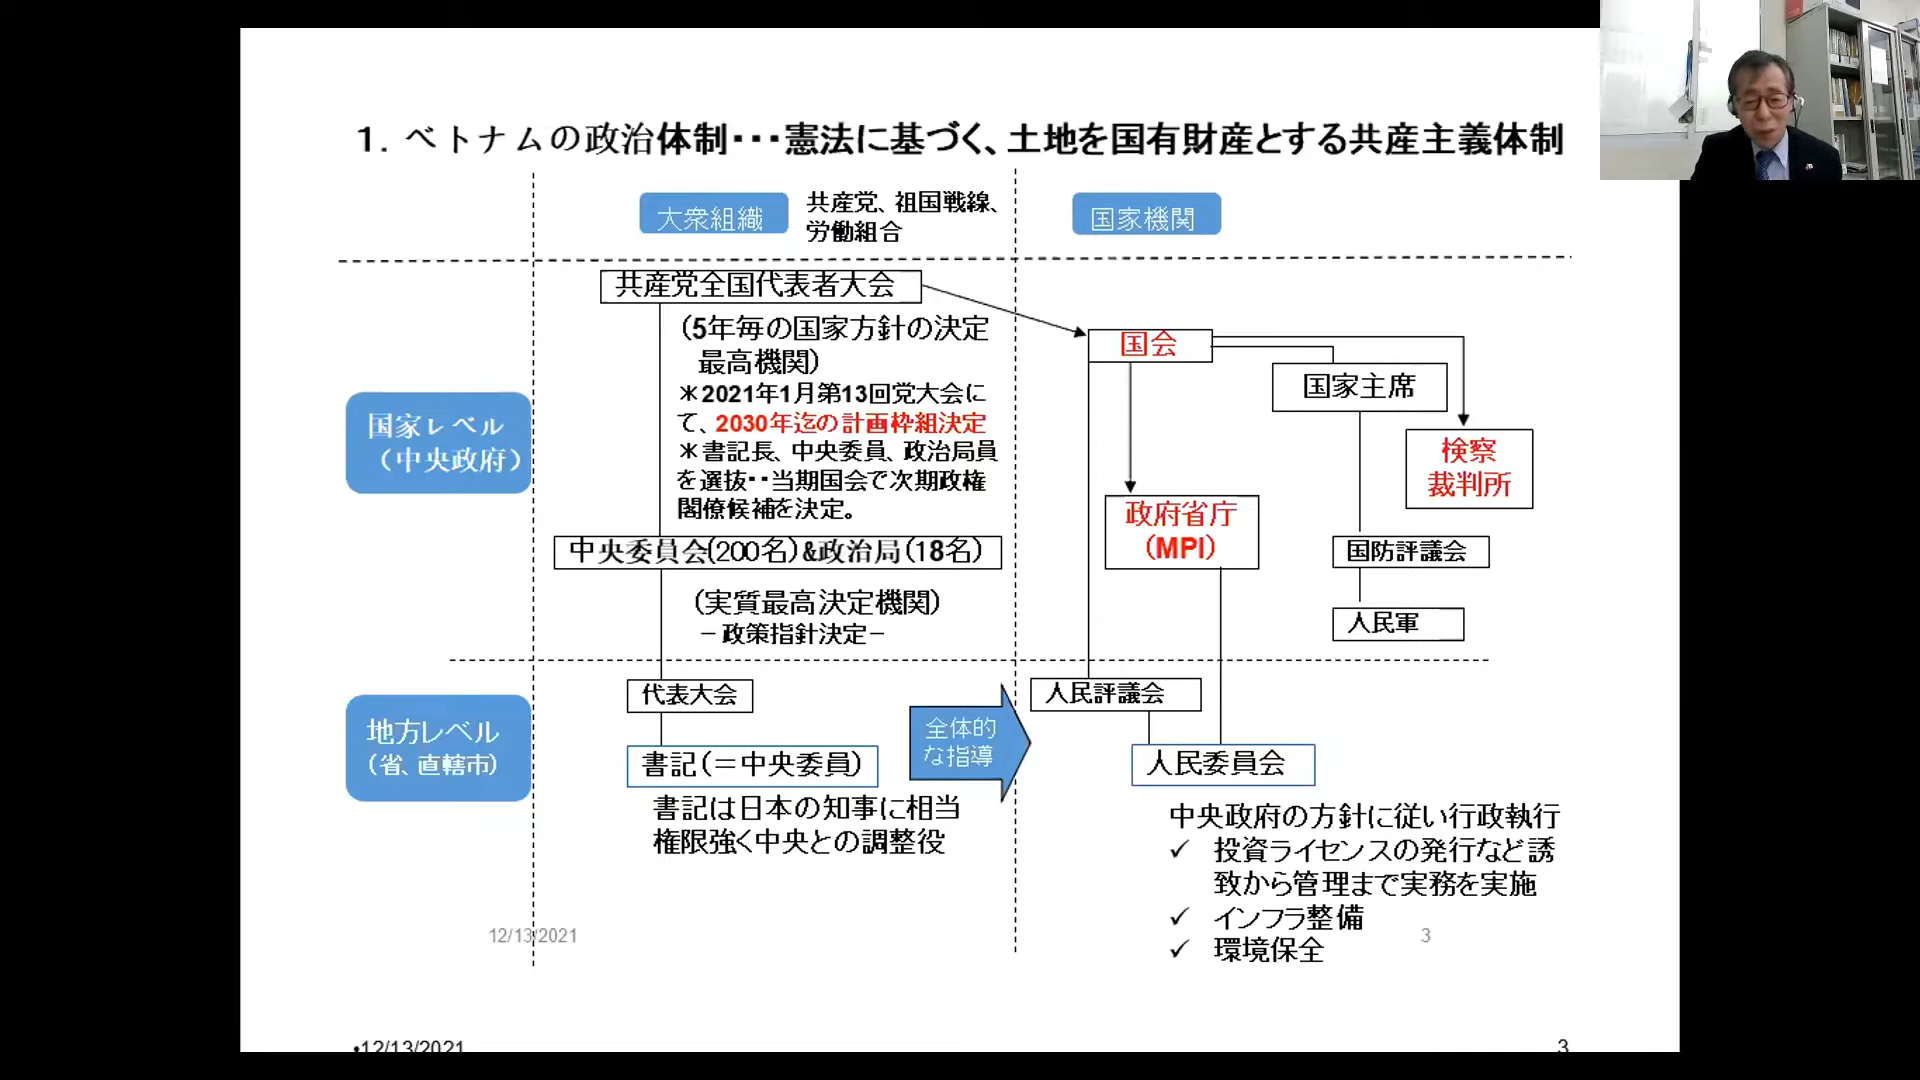 1. ベトナムの政治体制・・・憲法に基づく、土地を国有財産とする共産主義体制
大衆組織
共産党、祖国戦線、
労働組合
国家機関
共産党全国代表者大会
（5年毎の国家方針の決定
最高機関）
＊2021年1月第13回党大会に
て、2030年迄の計画枠組決定
＊書記長、中央委員、政治局員
を選抜・・当期国会で次期政権
閣僚候補を決定。
国会
国家主席
検察
裁判所
国家レベル
（中央政府）
政府省庁
（MPI）
中央委員会(200名)&政治局(18名)
国防評議会
（実質最高決定機関）
－政策指針決定－
人民軍
代表大会
人民評議会
地方レベル
（省、直轄市）
全体的
な指導
書記（＝中央委員）
人民委員会
書記は日本の知事に相当
権限強く中央との調整役
中央政府の方針に従い行政執行
✓ 投資ライセンスの発行など誘
致から管理まで実務を実施
✓ インフラ整備
✓ 環境保全
12/13/2021
3
•12/13/2021
3